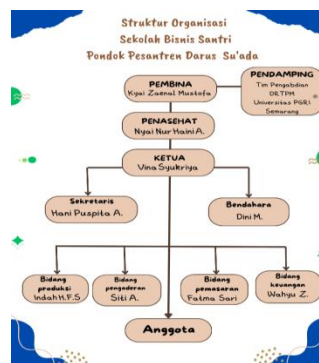 Struktur Organisasi
Sekolah Bisnis Santri
Pondok Pesantren Darus Su'ada
PEMBINA
Kyai Zaenal Mustofa
PENDAMPING
Tim Pengabdian
DRTPM
Universitas PGRI
Semarang
PENASEHAT
Nyai Nur Haini A.
KETUA
Vina Syukriya
Sekretaris
Hani Puspita A.
Bendahara
Dini M.
Bidang
produksi
Indah H.F.S
Bidang
pengaderan
Siti A.
Bidang
pemasaran
Fatma Sari
Bidang
keuangan
Wahyu Z.
Anggota